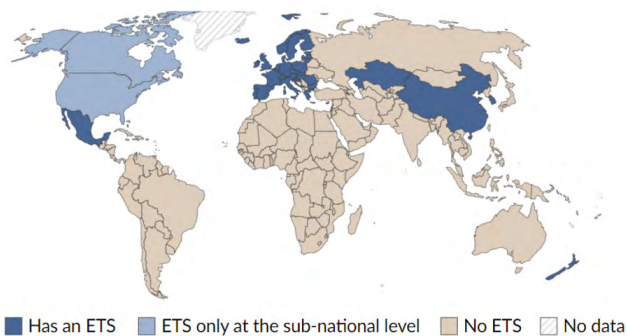 Has an ETS ETS only at the sub-national level No ETS No data